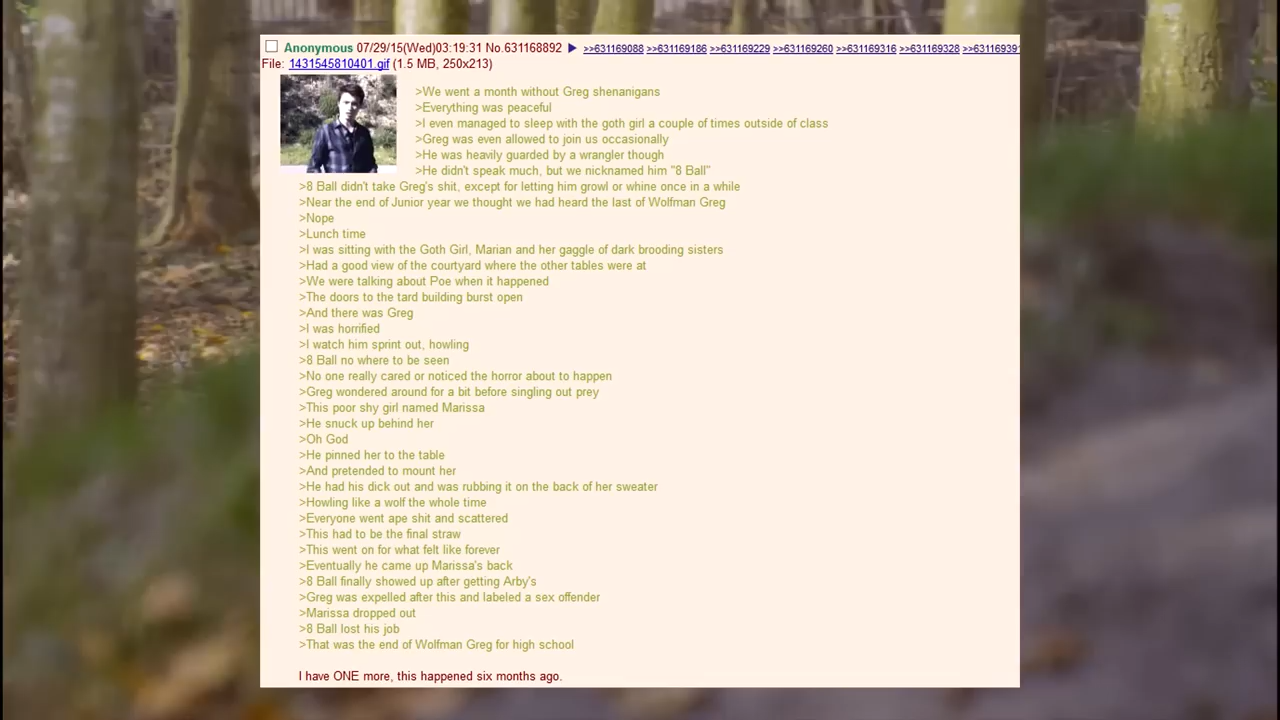 Anonymous 07/29/15(Wed)03:19:31 No.631168892 ▶ >>631169088 >>631169186 >>631169229 >>631169260 >>631169316 >>631169328 >>63116939
File: 1431545810401.gif (1.5 MB, 250x213)
>We went a month without Greg shenanigans
>Everything was peaceful
>I even managed to sleep with the goth girl a couple of times outside of class
>Greg was even allowed to join us occasionally
>He was heavily guarded by a wrangler though
>He didn't speak much, but we nicknamed him "8 Ball"
>8 Ball didn't take Greg's shit, except for letting him growl or whine once in a while
>Near the end of Junior year we thought we had heard the last of Wolfman Greg
>Nope
>Lunch time
>I was sitting with the Goth Girl, Marian and her gaggle of dark brooding sisters
>Had a good view of the courtyard where the other tables were at
>We were talking about Poe when it happened
>The doors to the tard building burst open
>And there was Greg
>I was horrified
>I watch him sprint out, howling
>8 Ball no where to be seen
>No one really cared or noticed the horror about to happen
>Greg wondered around for a bit before singling out prey
>This poor shy girl named Marissa
>He snuck up behind her
>Oh God
>He pinned her to the table
>And pretended to mount her
>He had his dick out and was rubbing it on the back of her sweater
>Howling like a wolf the whole time
>Everyone went ape shit and scattered
>This had to be the final straw
>This went on for what felt like forever
>Eventually he came up Marissa's back
>8 Ball finally showed up after getting Arby's
>Greg was expelled after this and labeled a sex offender
>Marissa dropped out
>8 Ball lost his job
>That was the end of Wolfman Greg for high school
I have ONE more, this happened six months ago.